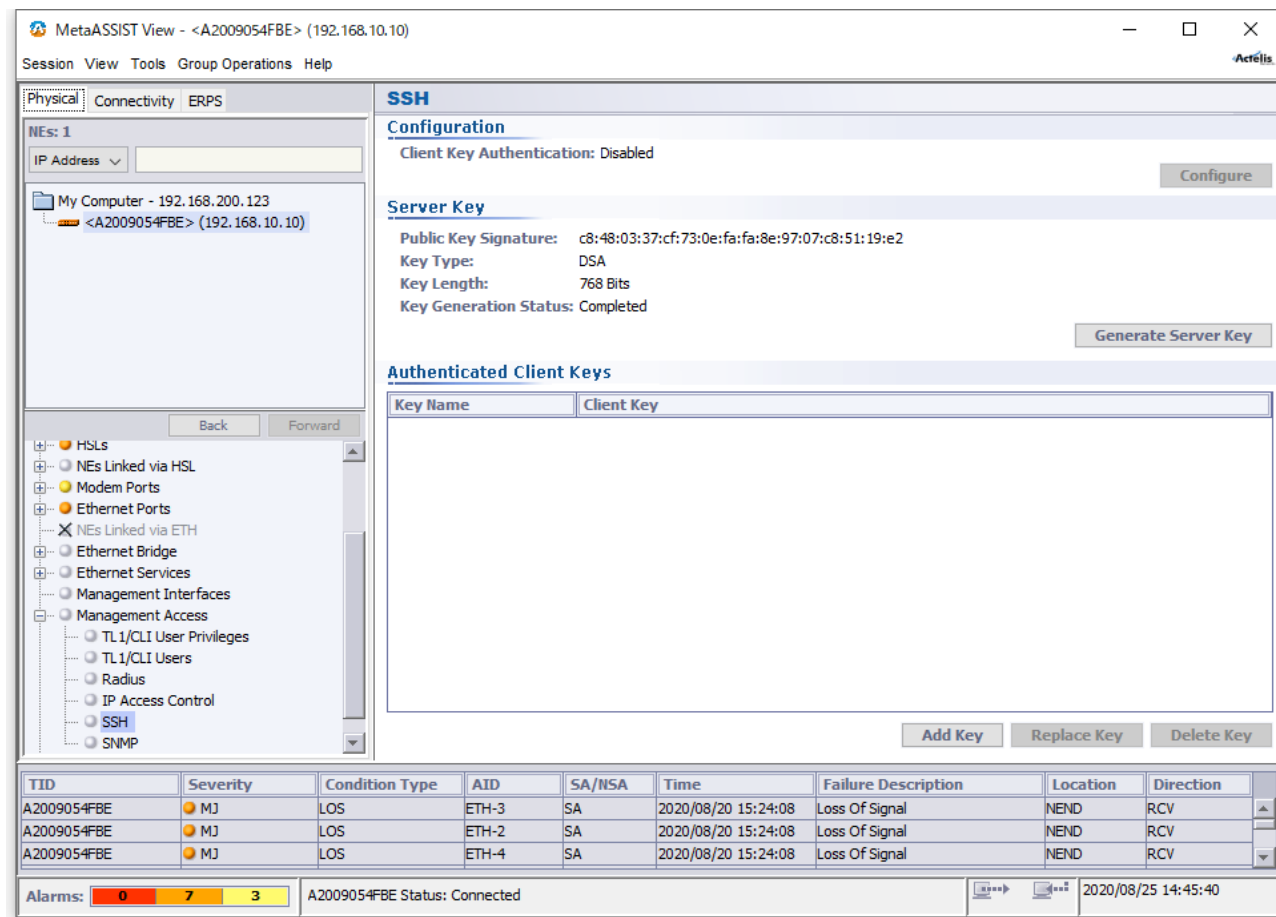 MetaASSIST View - <A2009054FBE> (192.168.10.10)
Session View Tools Group Operations Help
Actelis
Physical Connectivity ERPS
NEs: 1
IP Address
My Computer - 192.168.200.123
<A2009054FBE> (192.168.10.10)
Back Forward
HSLs
NEs Linked via HSL
Modem Ports
Ethernet Ports
NEs Linked via ETH
Ethernet Bridge
Ethernet Services
Management Interfaces
Management Access
TL1/CLI User Privileges
TL1/CLI Users
Radius
IP Access Control
SSH
SNMP
SSH
Configuration
Client Key Authentication: Disabled
Configure
Server Key
Public Key Signature: c8:48:03:37:cf:73:0e:fa:fa:8e:97:07:c8:51:19:e2
Key Type: DSA
Key Length: 768 Bits
Key Generation Status: Completed
Generate Server Key
Authenticated Client Keys
Key Name Client Key
Add Key Replace Key Delete Key
TID Severity Condition Type AID SA/NSA Time Failure Description Location Direction
A2009054FBE MJ LOS ETH-3 SA 2020/08/20 15:24:08 Loss Of Signal NEND RCV
A2009054FBE MJ LOS ETH-2 SA 2020/08/20 15:24:08 Loss Of Signal NEND RCV
A2009054FBE MJ LOS ETH-4 SA 2020/08/20 15:24:08 Loss Of Signal NEND RCV
Alarms: 0 7 3 A2009054FBE Status: Connected 2020/08/25 14:45:40